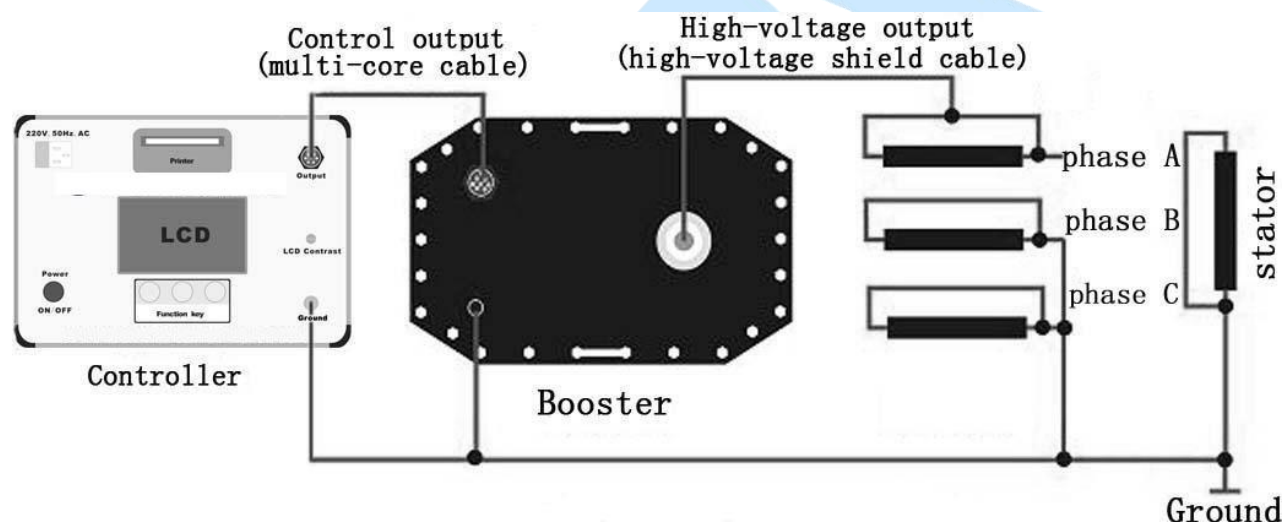 Control output
(multi-core cable)
High-voltage output
(high-voltage shield cable)
220V. 50Hz. AC
Printer
Output
LCD
LCD Contrast
Power
ON/OFF
Function key
Ground
Controller
Booster
phase A
phase B
phase C
stator
Ground